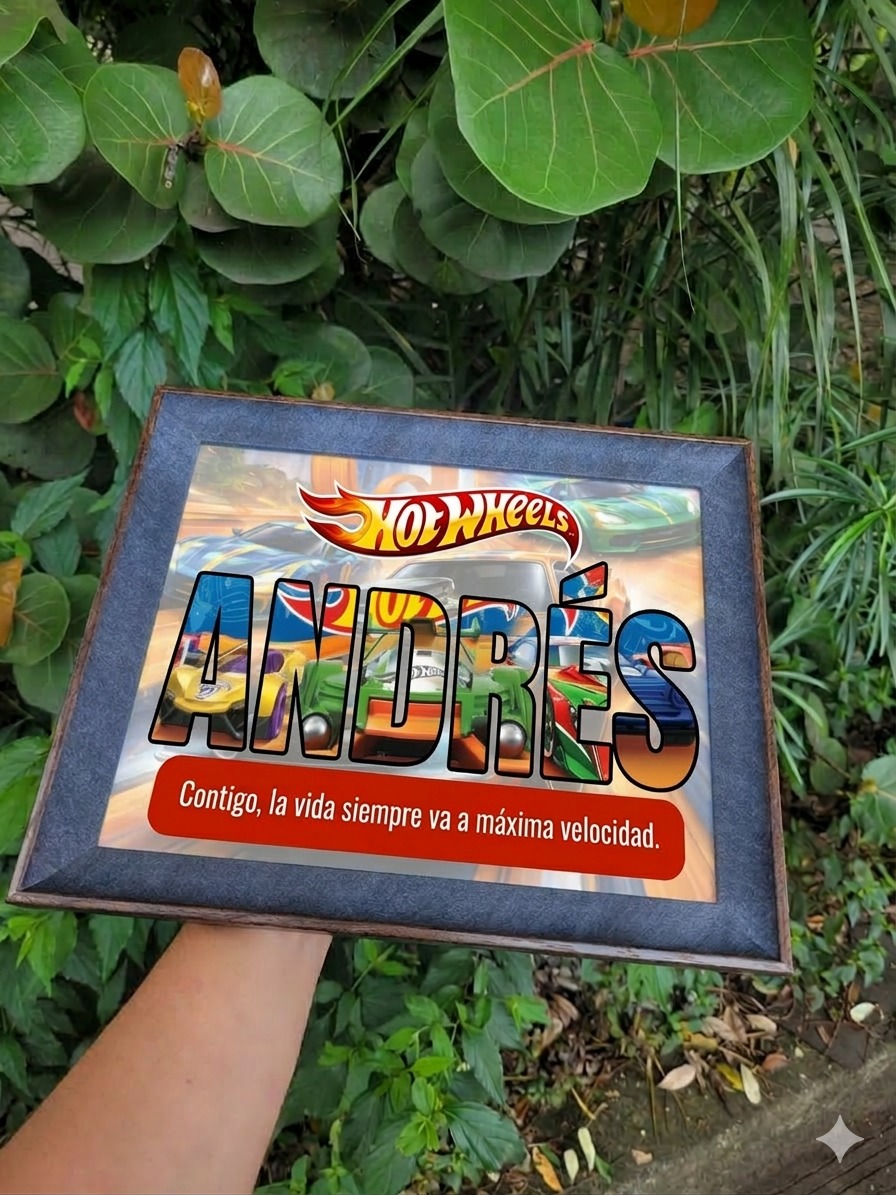 HOT WHEELS
ANDRÉS
Contigo, la vida siempre va a máxima velocidad.